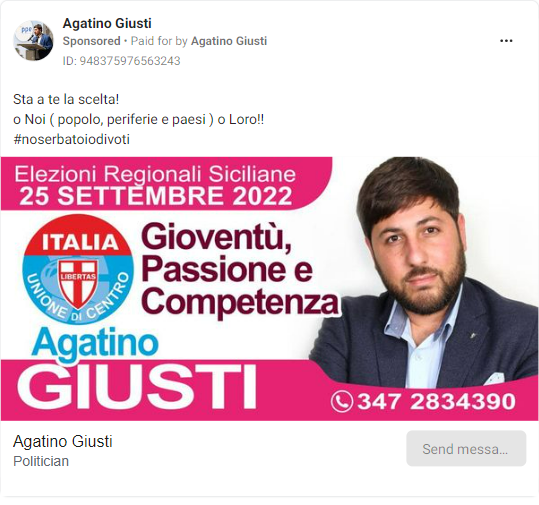 Agatino Giusti
Sponsored • Paid for by Agatino Giusti
ID: 948375976563243
Sta a te la scelta!
o Noi ( popolo, periferie e paesi ) o Loro!!
#noserbatoiodivoti
Elezioni Regionali Siciliane
25 SETTEMBRE 2022
ITALIA
LIBERTAS
UNIONE DI CENTRO
Gioventù,
Passione e
Competenza
Agatino
GIUSTI
347 2834390
Agatino Giusti
Politician
Send messa...